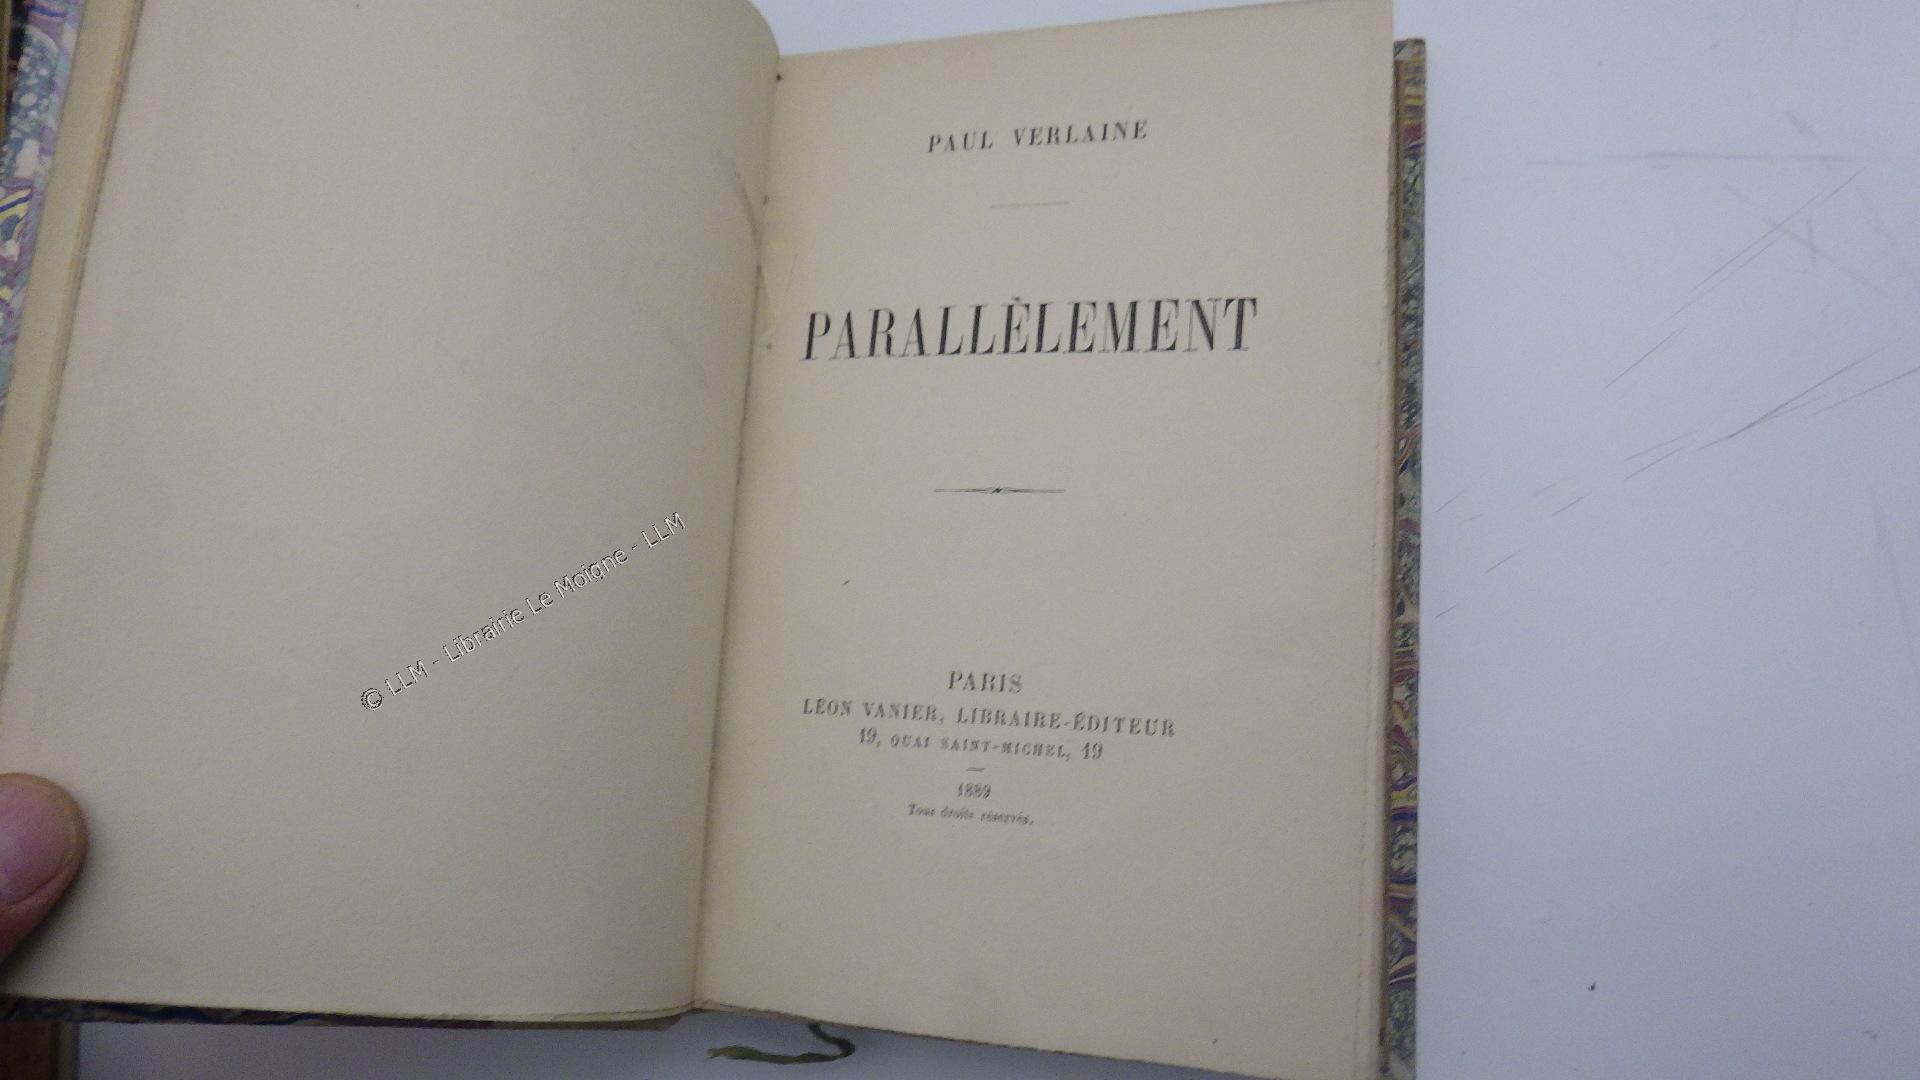 PAUL VERLAINE
PARALLÈLEMENT
PARIS
LÉON VANIER, LIBRAIRE-ÉDITEUR
19, QUAI SAINT-MICHEL, 19
1889
Tous droits réservés.
© LLM - Librairie Le Moigne - LLM